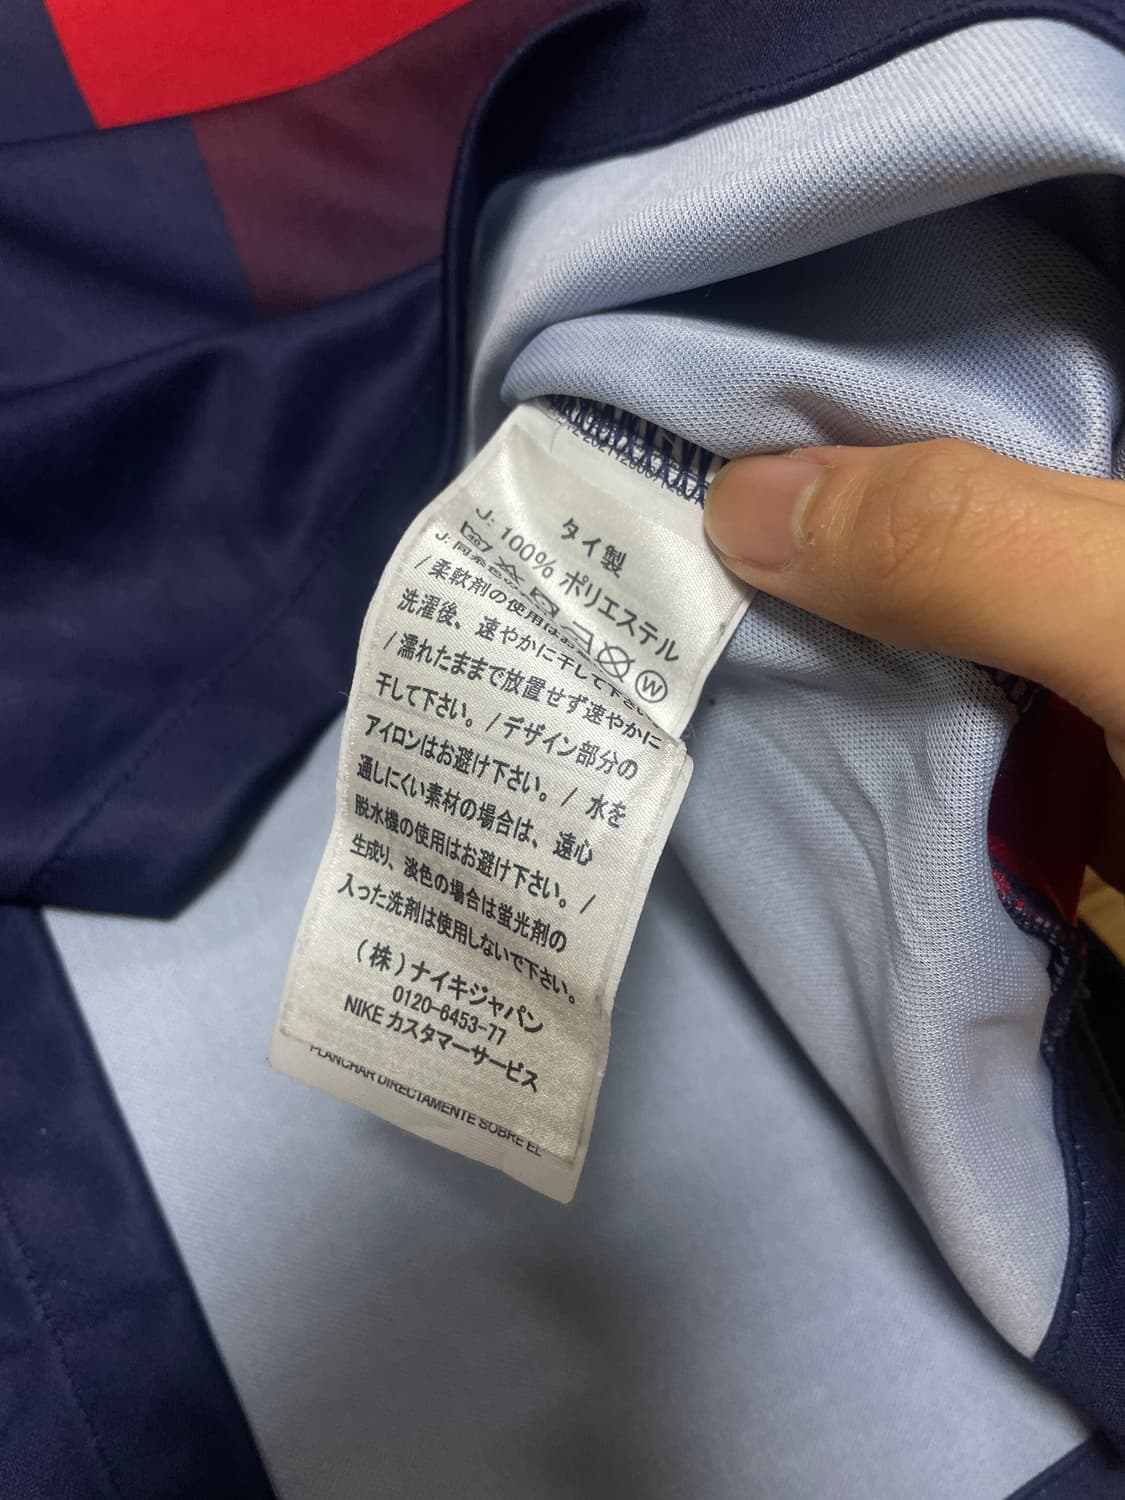 タイ製
J: 100% ポリエステル
W
/柔軟剤の使用は
洗濯後、速やかに干して下さい
/濡れたままで放置せず速やかに
干して下さい。/デザイン部分の
アイロンはお避け下さい。/ 水を
通しにくい素材の場合は、遠心
脱水機の使用はお避け下さい。/
生成り、淡色の場合は蛍光剤の
入った洗剤は使用しないで下さい。
(株)ナイキジャパン
0120-6453-77
NIKE カスタマーサービス
PLANCHAR DIRECTAMENTE SOBRE EL